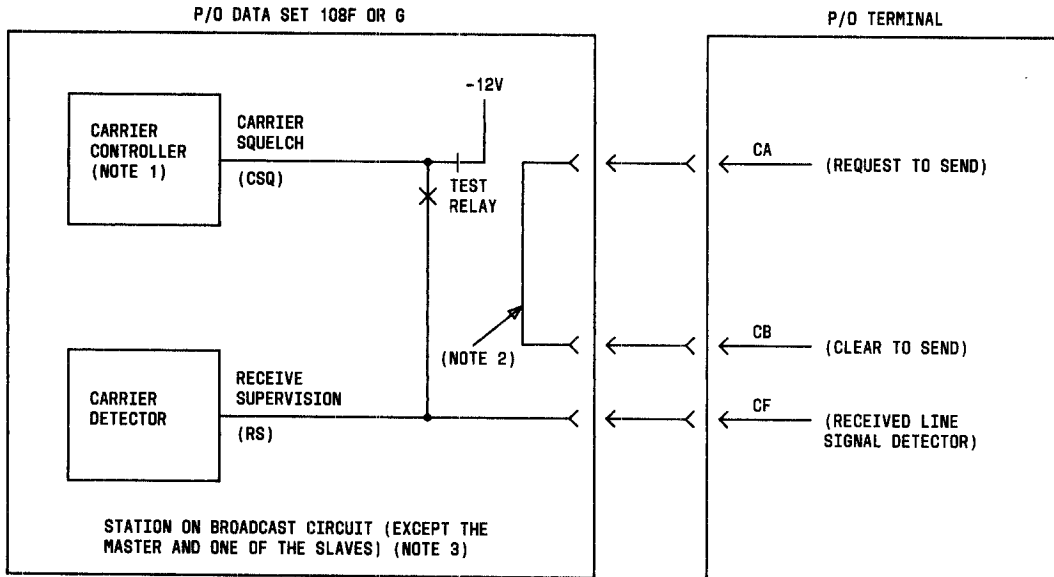 P/O DATA SET 108F OR G
P/O TERMINAL
-12V
CARRIER
CONTROLLER
(NOTE 1)
CARRIER
SQUELCH
(CSQ)
TEST
RELAY
CA
(REQUEST TO SEND)
(NOTE 2)
CB
(CLEAR TO SEND)
CARRIER
DETECTOR
RECEIVE
SUPERVISION
(RS)
CF
(RECEIVED LINE
SIGNAL DETECTOR)
STATION ON BROADCAST CIRCUIT (EXCEPT THE
MASTER AND ONE OF THE SLAVES) (NOTE 3)